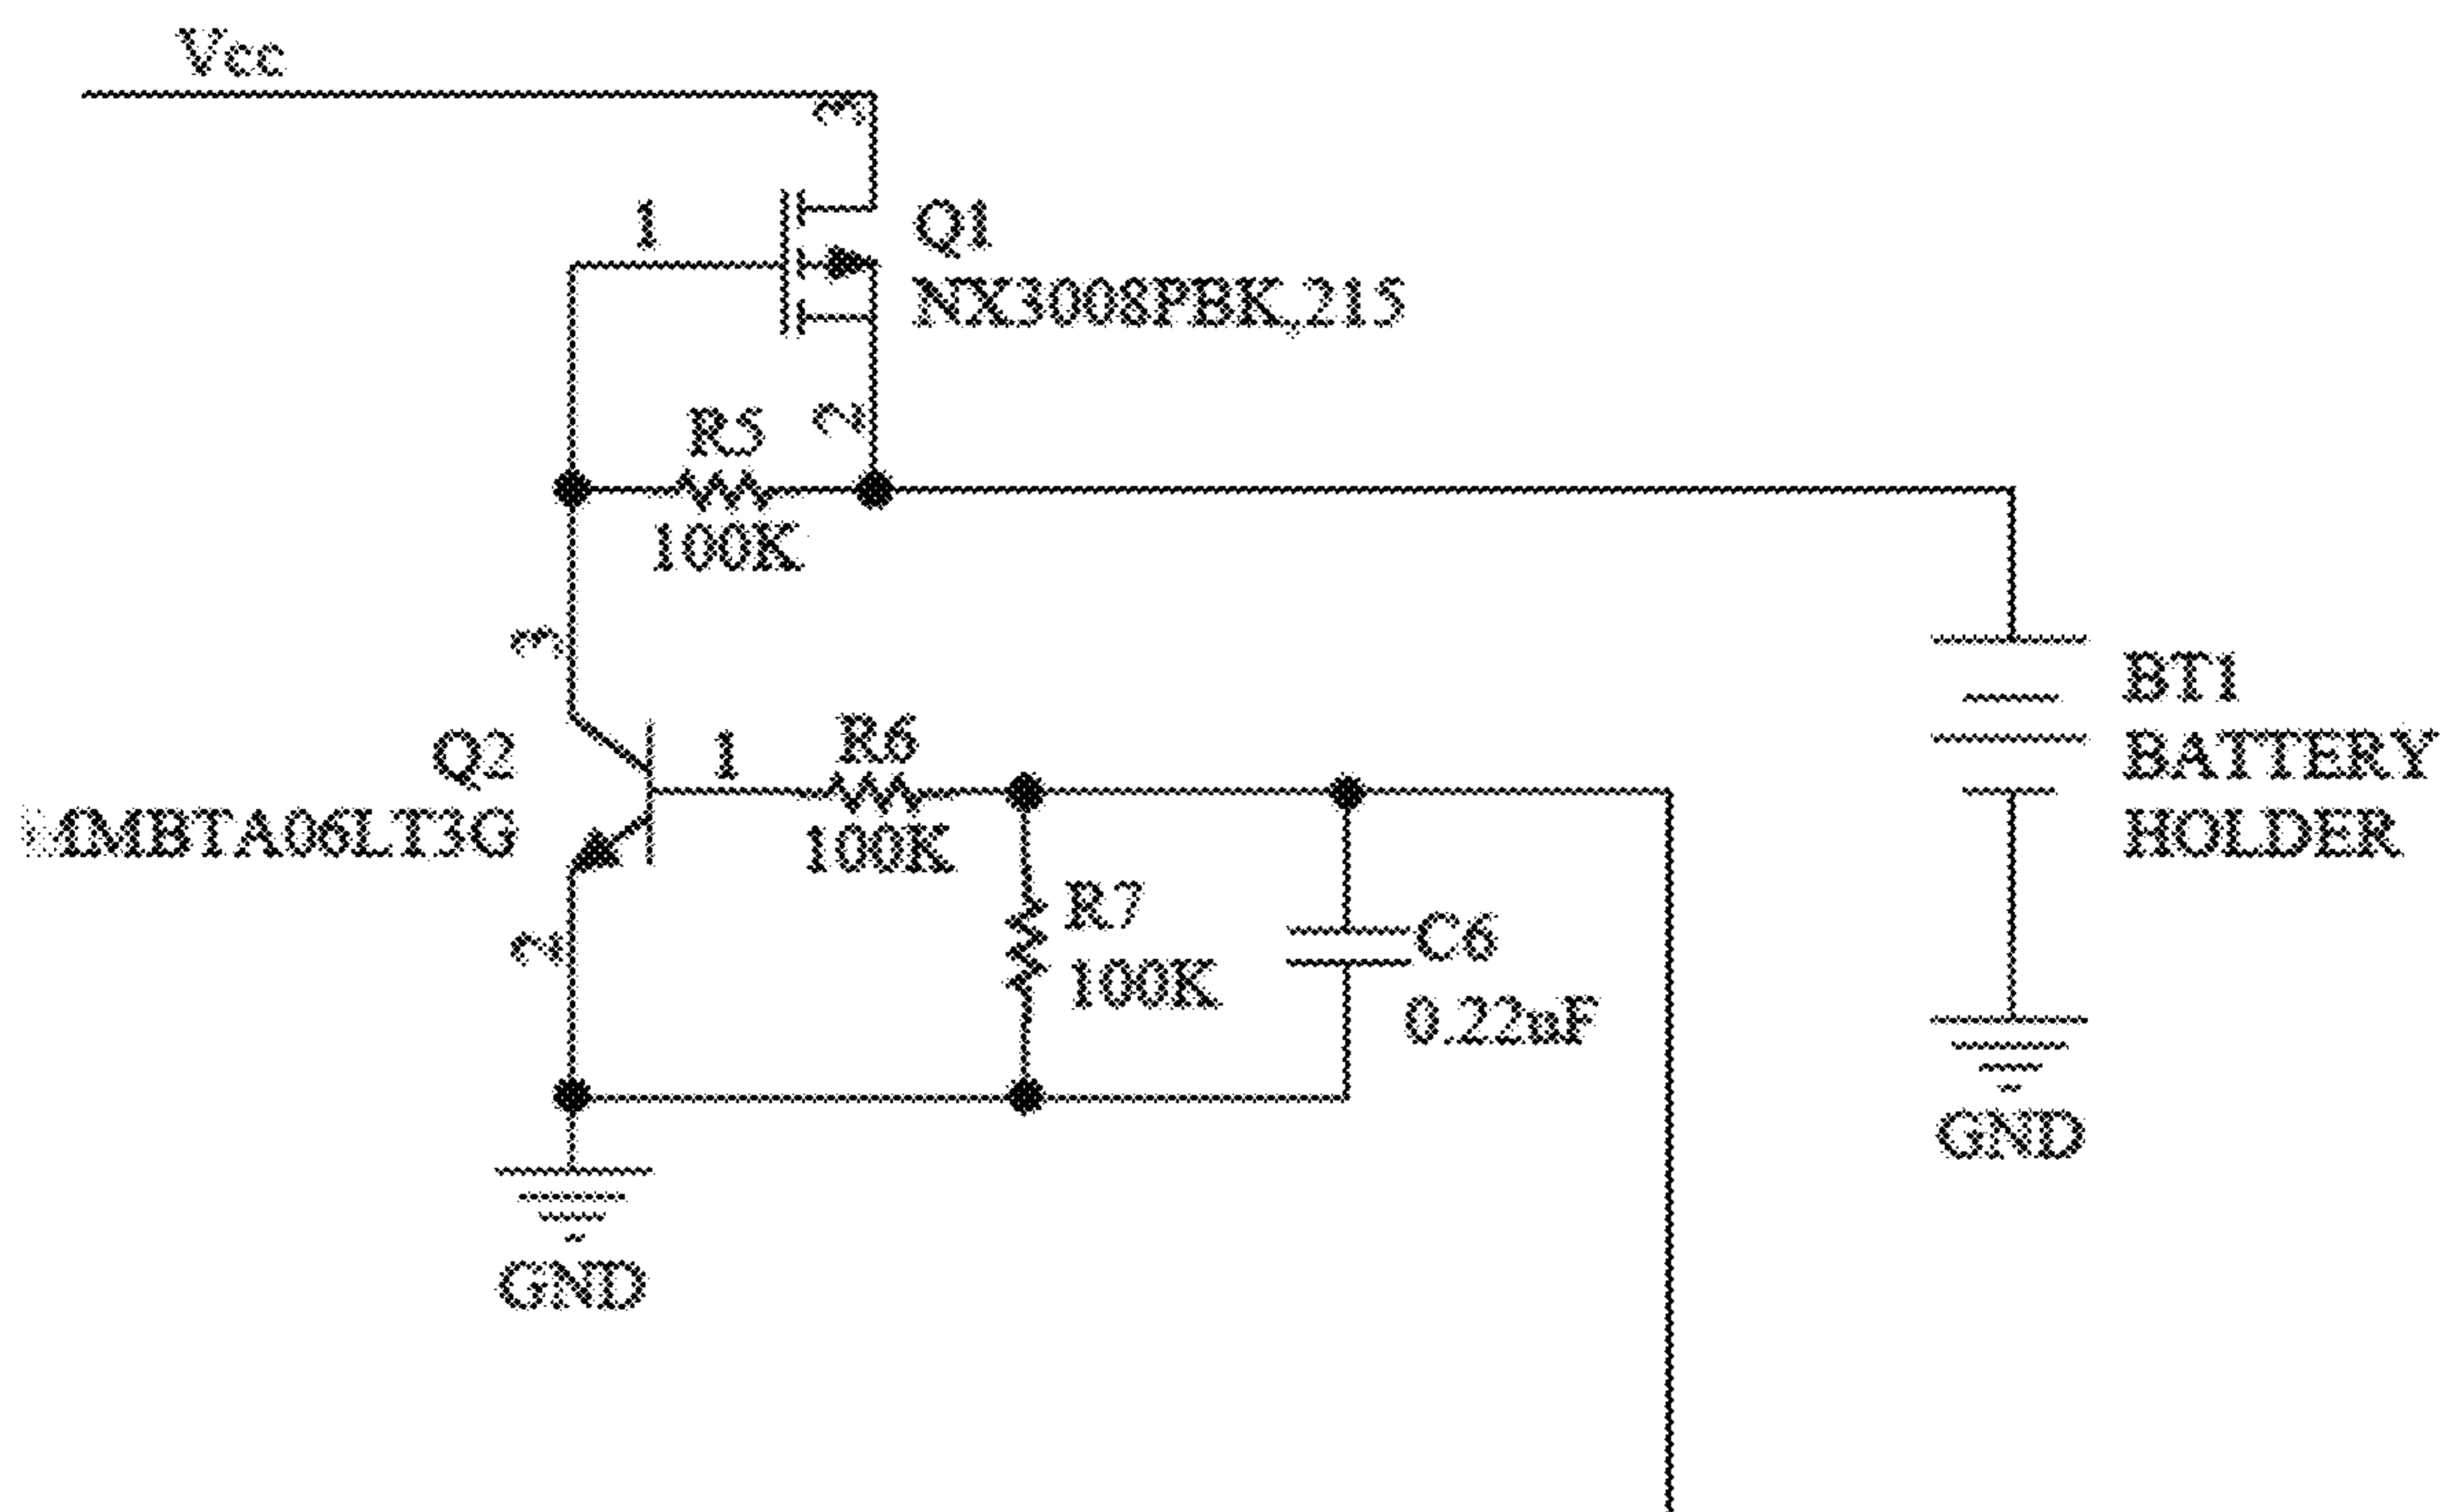 Vcc
3
1
Q1
NX3008PBK,215
2
R5
100K
3
Q2
MMBTA06LT3G
1
R6
100K
BT1
BATTERY
HOLDER
R7
100K
C6
0.22nF
2
GND
GND